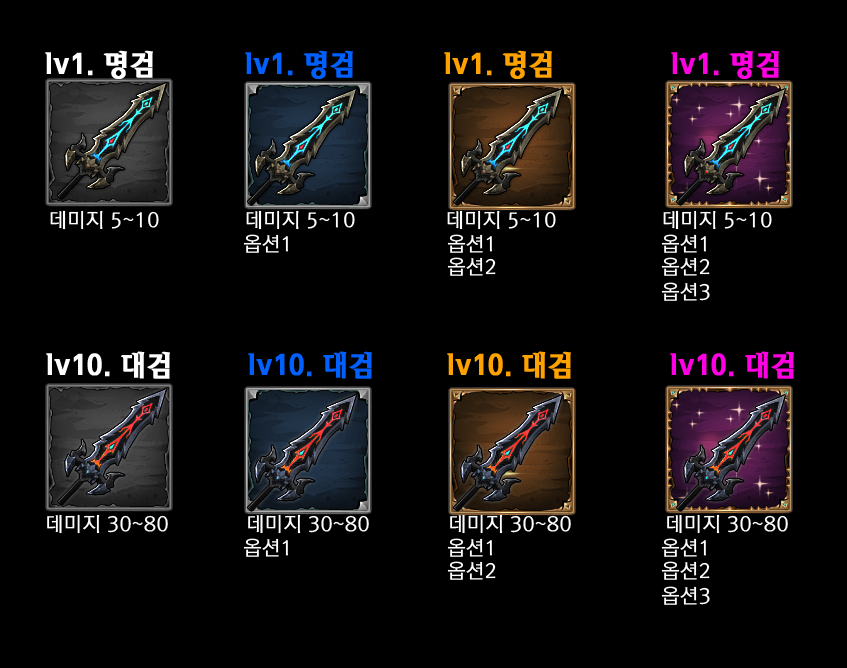 lv1. 명검
데미지 5~10
lv1. 명검
데미지 5~10
옵션1
lv1. 명검
데미지 5~10
옵션1
옵션2
lv1. 명검
데미지 5~10
옵션1
옵션2
옵션3
lv10. 대검
데미지 30~80
lv10. 대검
데미지 30~80
옵션1
lv10. 대검
데미지 30~80
옵션1
옵션2
lv10. 대검
데미지 30~80
옵션1
옵션2
옵션3